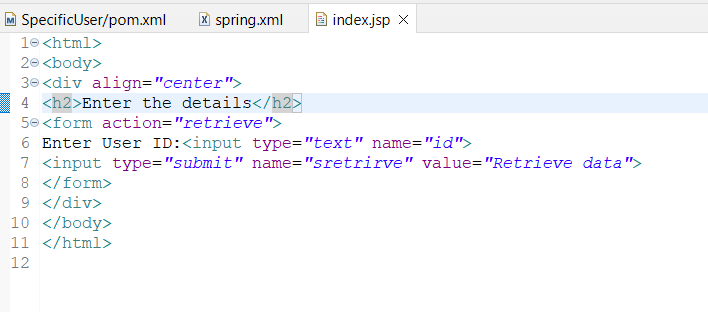 SpecificUser/pom.xml spring.xml index.jsp
1 <html>
2 <body>
3 <div align="center">
4 <h2>Enter the details</h2>
5 <form action="retrieve">
6 Enter User ID:<input type="text" name="id">
7 <input type="submit" name="sretrirve" value="Retrieve data">
8 </form>
9 </div>
10 </body>
11 </html>
12